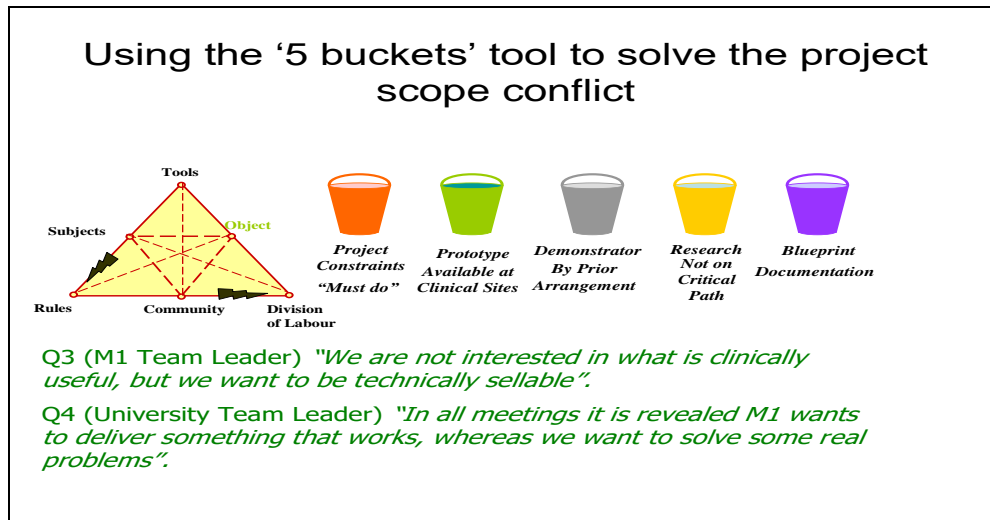 Using the ‘5 buckets’ tool to solve the project
scope conflict
Tools
Subjects
Object
Rules
Community
Division
of Labour
Project
Constraints
“Must do”
Prototype
Available at
Clinical Sites
Demonstrator
By Prior
Arrangement
Research
Not on
Critical
Path
Blueprint
Documentation
Q3 (M1 Team Leader) “We are not interested in what is clinically
useful, but we want to be technically sellable”.
Q4 (University Team Leader) “In all meetings it is revealed M1 wants
to deliver something that works, whereas we want to solve some real
problems”.